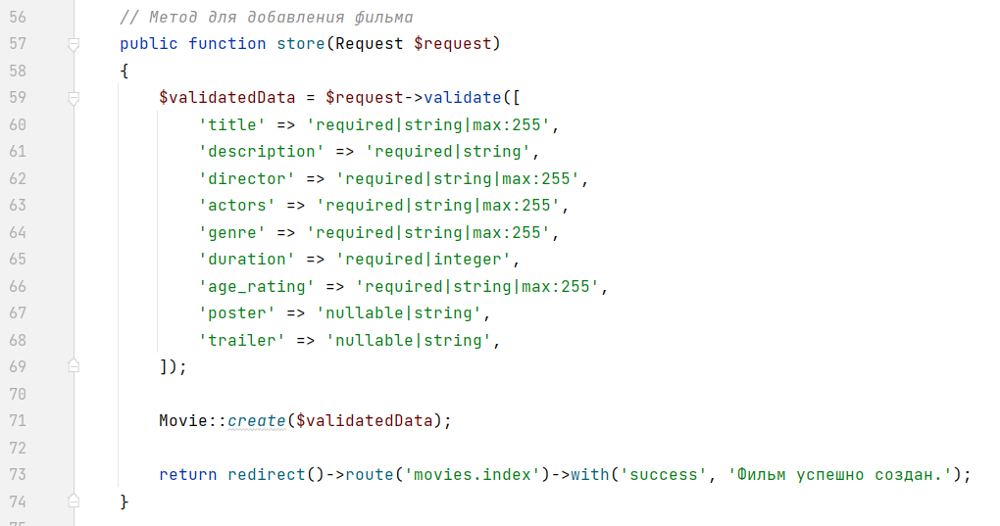 56 // Метод для добавления фильма
57 public function store(Request $request)
58 {
59 $validatedData = $request->validate([
60 'title' => 'required|string|max:255',
61 'description' => 'required|string',
62 'director' => 'required|string|max:255',
63 'actors' => 'required|string|max:255',
64 'genre' => 'required|string|max:255',
65 'duration' => 'required|integer',
66 'age_rating' => 'required|string|max:255',
67 'poster' => 'nullable|string',
68 'trailer' => 'nullable|string',
69 ]);
70
71 Movie::create($validatedData);
72
73 return redirect()->route('movies.index')->with('success', 'Фильм успешно создан.');
74 }
75